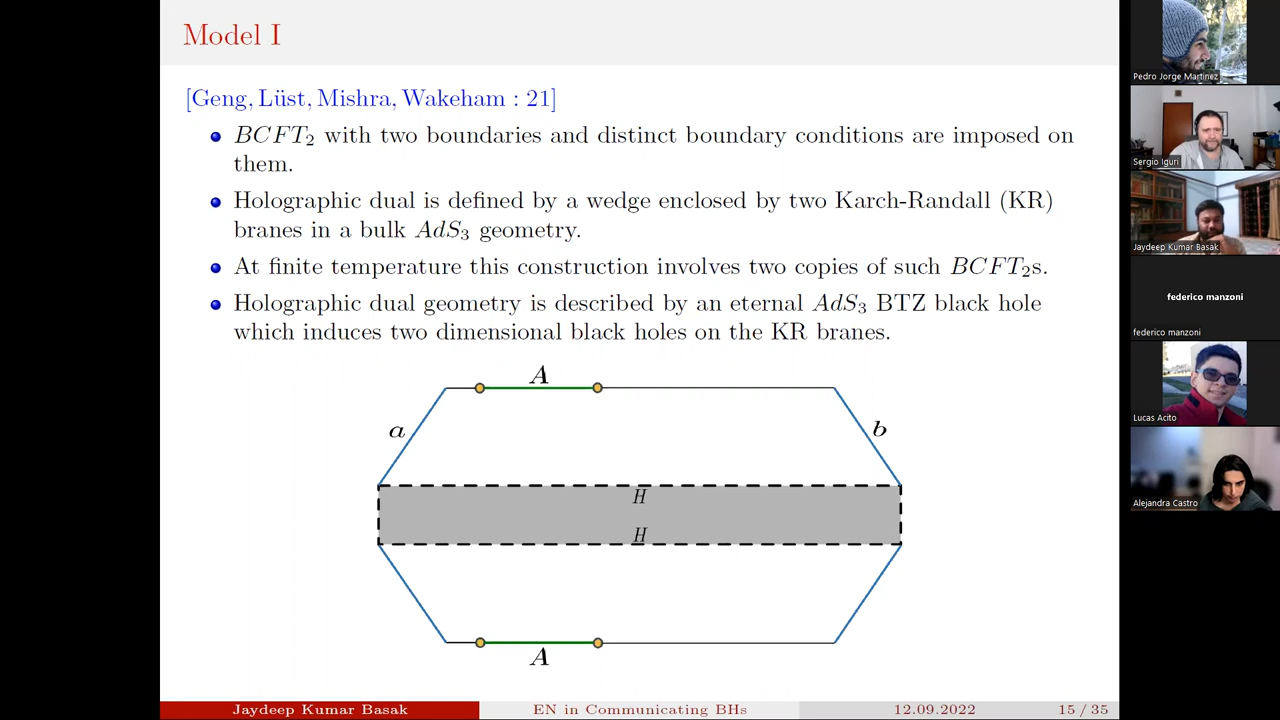 Model I
[Geng, Lüst, Mishra, Wakeham : 21]
BCFT₂ with two boundaries and distinct boundary conditions are imposed on
them.
Holographic dual is defined by a wedge enclosed by two Karch-Randall (KR)
branes in a bulk AdS₃ geometry.
At finite temperature this construction involves two copies of such BCFT₂s.
Holographic dual geometry is described by an eternal AdS₃ BTZ black hole
which induces two dimensional black holes on the KR branes.
A
a
b
H
H
A
Jaydeep Kumar Basak
EN in Communicating BHs
12.09.2022
15 / 35
Pedro Jorge Martinez
Sergio Iguri
Jaydeep Kumar Basak
federico manzoni
federico manzoni
Lucas Acito
Alejandra Castro